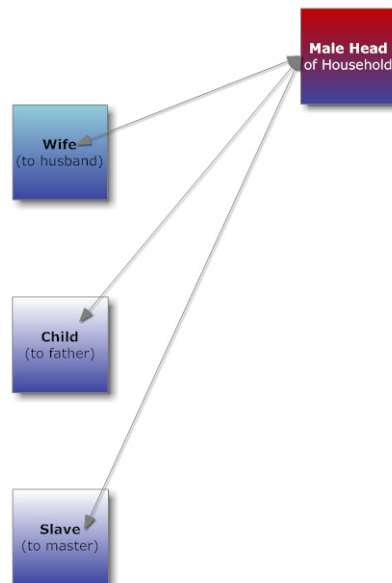 Male Head
of Household
Wife
(to husband)
Child
(to father)
Slave
(to master)